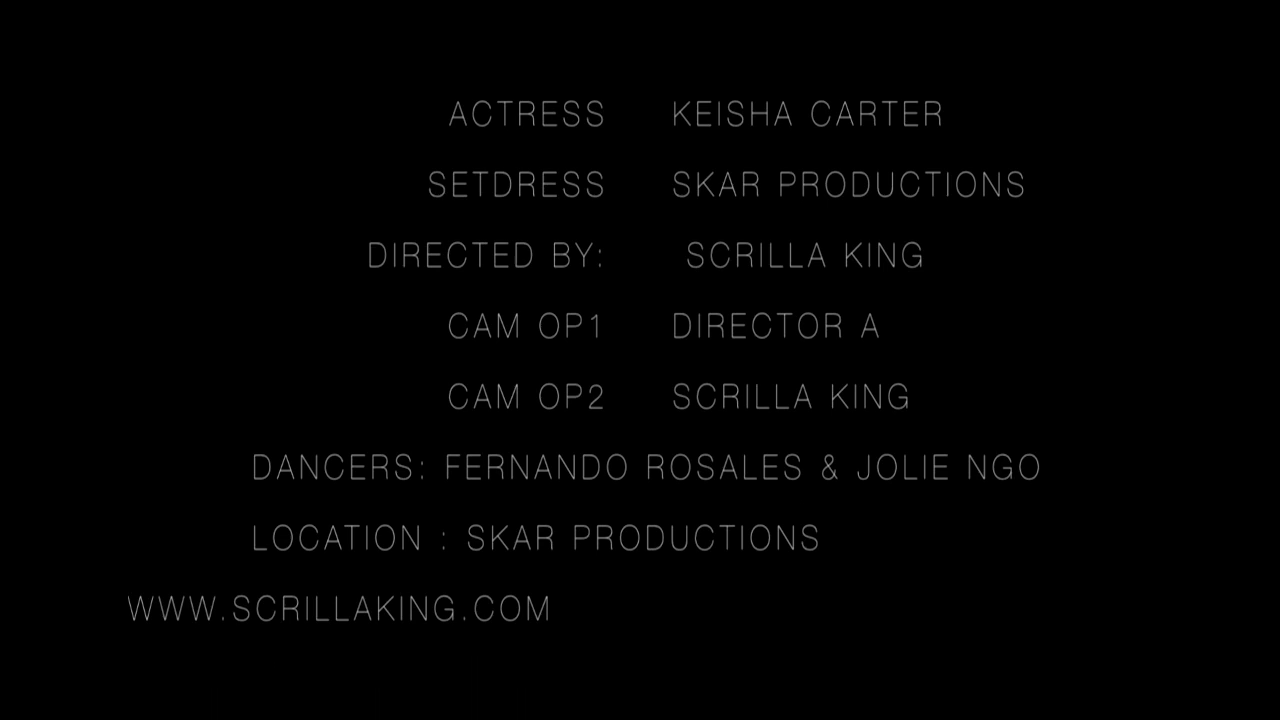 ACTRESS KEISHA CARTER
SETDRESS SKAR PRODUCTIONS
DIRECTED BY: SCRILLA KING
CAM OP1 DIRECTOR A
CAM OP2 SCRILLA KING
DANCERS: FERNANDO ROSALES & JOLIE NGO
LOCATION : SKAR PRODUCTIONS
WWW.SCRILLAKING.COM